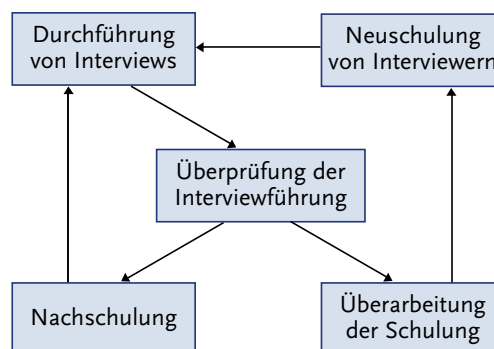 Durchführung
von Interviews
Neuschulung
von Interviewern
Überprüfung der
Interviewführung
Nachschulung
Überarbeitung
der Schulung